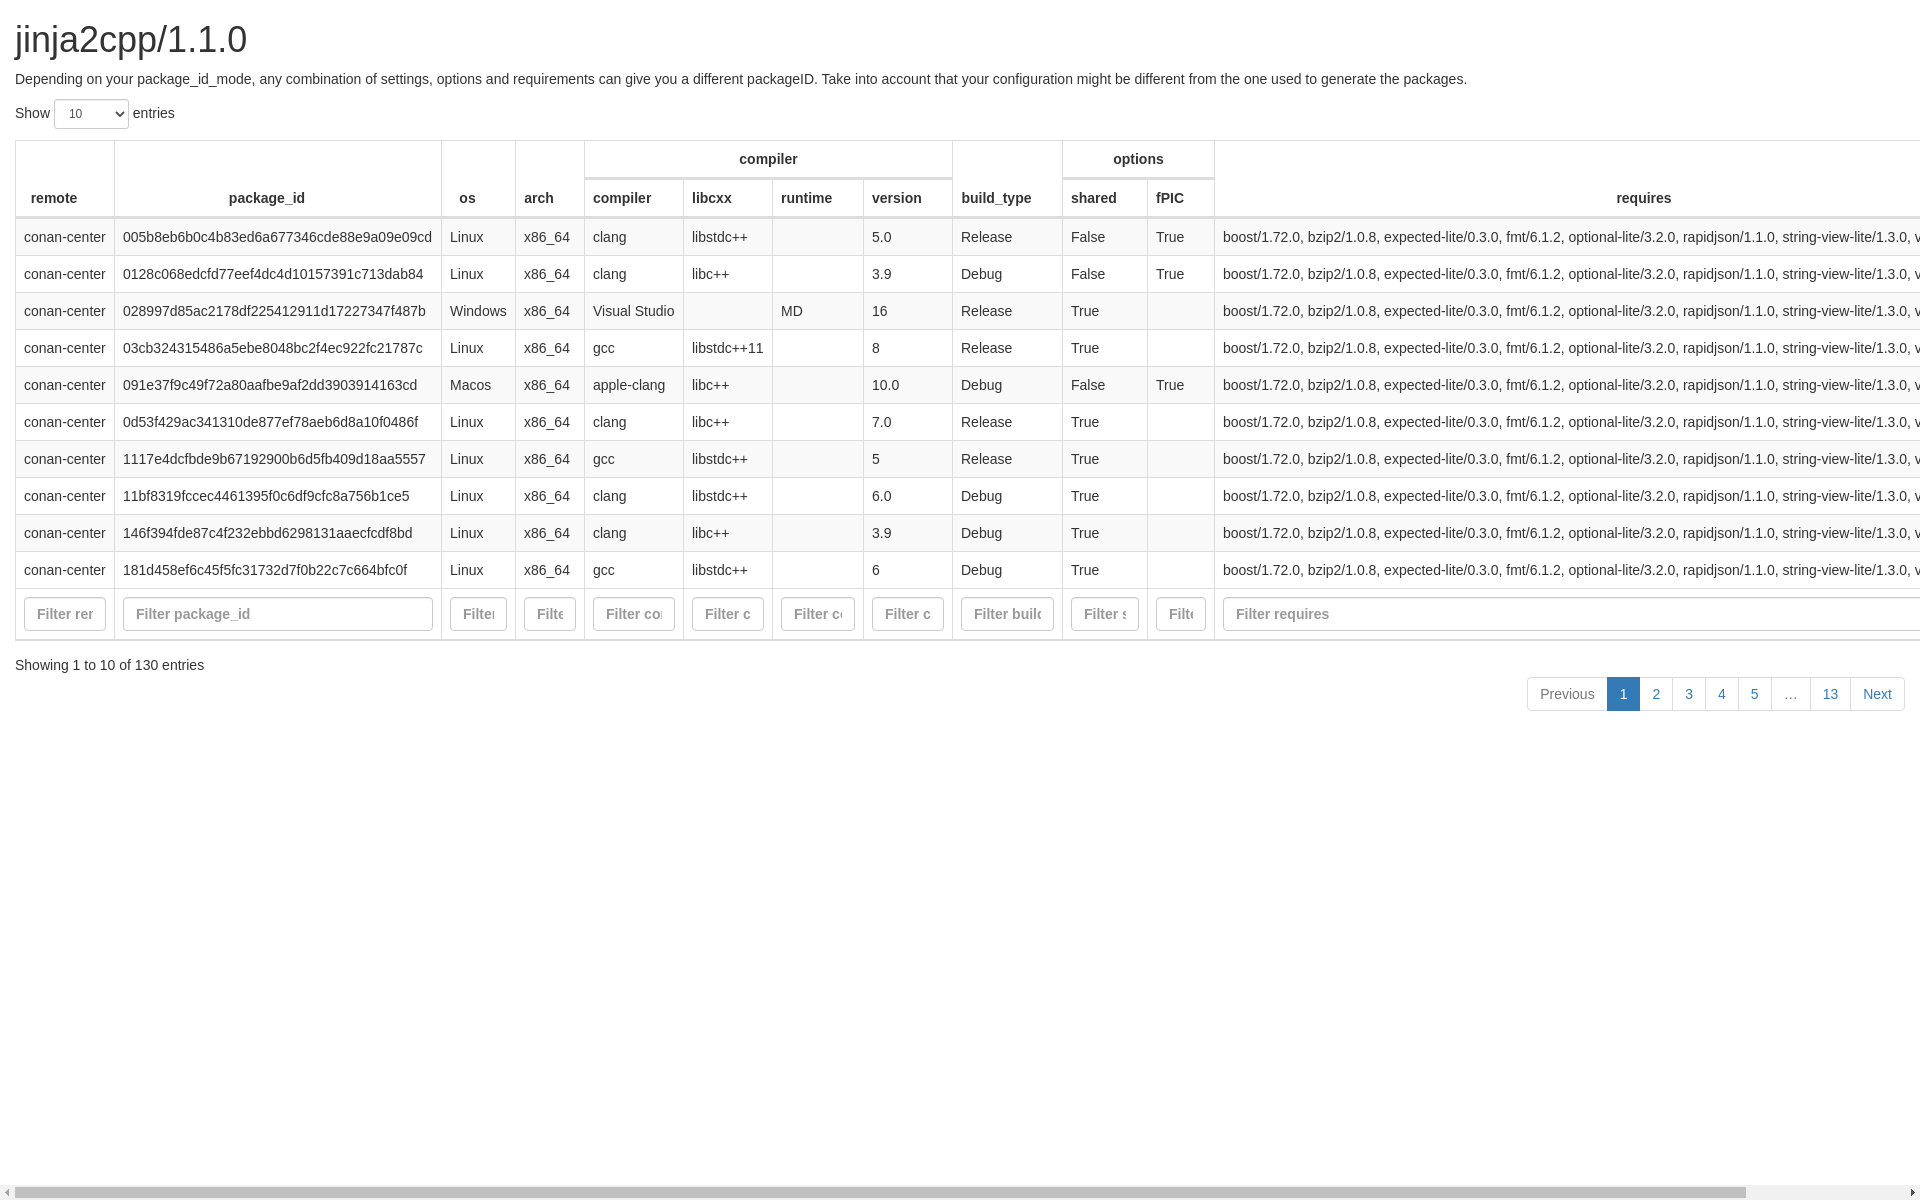 jinja2cpp/1.1.0
Depending on your package_id_mode, any combination of settings, options and requirements can give you a different packageID. Take into account that your configuration might be different from the one used to generate the packages.
Show 10 entries
compiler options
remote package_id os arch compiler libcxx runtime version build_type shared fPIC requires
conan-center 005b8eb6b0c4b83ed6a677346cde88e9a09e09cd Linux x86_64 clang libstdc++ 5.0 Release False True boost/1.72.0, bzip2/1.0.8, expected-lite/0.3.0, fmt/6.1.2, optional-lite/3.2.0, rapidjson/1.1.0, string-view-lite/1.3.0, v
conan-center 0128c068edcfd77eef4dc4d10157391c713dab84 Linux x86_64 clang libc++ 3.9 Debug False True boost/1.72.0, bzip2/1.0.8, expected-lite/0.3.0, fmt/6.1.2, optional-lite/3.2.0, rapidjson/1.1.0, string-view-lite/1.3.0, v
conan-center 028997d85ac2178df225412911d17227347f487b Windows x86_64 Visual Studio MD 16 Release True boost/1.72.0, bzip2/1.0.8, expected-lite/0.3.0, fmt/6.1.2, optional-lite/3.2.0, rapidjson/1.1.0, string-view-lite/1.3.0, v
conan-center 03cb324315486a5ebe8048bc2f4ec922fc21787c Linux x86_64 gcc libstdc++11 8 Release True boost/1.72.0, bzip2/1.0.8, expected-lite/0.3.0, fmt/6.1.2, optional-lite/3.2.0, rapidjson/1.1.0, string-view-lite/1.3.0, v
conan-center 091e37f9c49f72a80aafbe9af2dd3903914163cd Macos x86_64 apple-clang libc++ 10.0 Debug False True boost/1.72.0, bzip2/1.0.8, expected-lite/0.3.0, fmt/6.1.2, optional-lite/3.2.0, rapidjson/1.1.0, string-view-lite/1.3.0, v
conan-center 0d53f429ac341310de877ef78aeb6d8a10f0486f Linux x86_64 clang libc++ 7.0 Release True boost/1.72.0, bzip2/1.0.8, expected-lite/0.3.0, fmt/6.1.2, optional-lite/3.2.0, rapidjson/1.1.0, string-view-lite/1.3.0, v
conan-center 1117e4dcfbde9b67192900b6d5fb409d18aa5557 Linux x86_64 gcc libstdc++ 5 Release True boost/1.72.0, bzip2/1.0.8, expected-lite/0.3.0, fmt/6.1.2, optional-lite/3.2.0, rapidjson/1.1.0, string-view-lite/1.3.0, v
conan-center 11bf8319fccec4461395f0c6df9cfc8a756b1ce5 Linux x86_64 clang libstdc++ 6.0 Debug True boost/1.72.0, bzip2/1.0.8, expected-lite/0.3.0, fmt/6.1.2, optional-lite/3.2.0, rapidjson/1.1.0, string-view-lite/1.3.0, v
conan-center 146f394fde87c4f232ebbd6298131aaecfcdf8bd Linux x86_64 clang libc++ 3.9 Debug True boost/1.72.0, bzip2/1.0.8, expected-lite/0.3.0, fmt/6.1.2, optional-lite/3.2.0, rapidjson/1.1.0, string-view-lite/1.3.0, v
conan-center 181d458ef6c45f5fc31732d7f0b22c7c664bfc0f Linux x86_64 gcc libstdc++ 6 Debug True boost/1.72.0, bzip2/1.0.8, expected-lite/0.3.0, fmt/6.1.2, optional-lite/3.2.0, rapidjson/1.1.0, string-view-lite/1.3.0, v
Filter rer Filter package_id Filter Filte Filter co Filter c Filter c Filter c Filter build Filter s Filte Filter requires
Showing 1 to 10 of 130 entries
Previous 1 2 3 4 5 … 13 Next